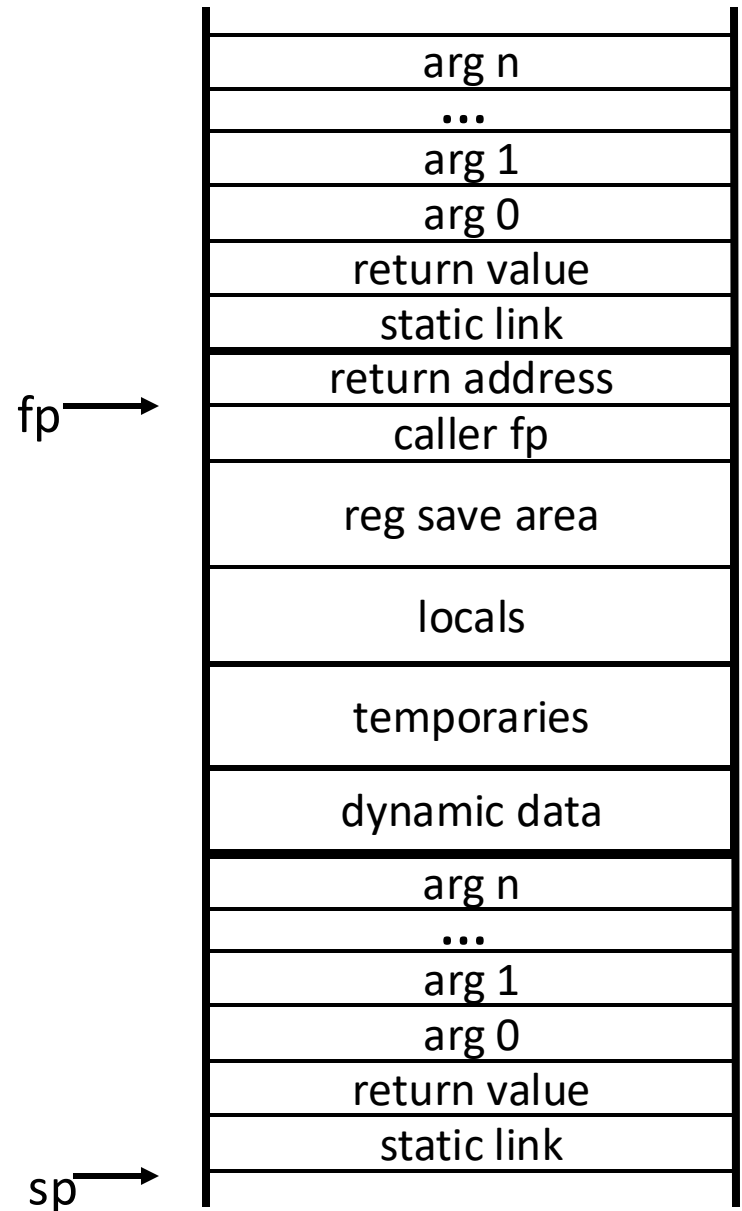 arg n
...
arg 1
arg 0
return value
static link
return address
fp
caller fp
reg save area
locals
temporaries
dynamic data
arg n
...
arg 1
arg 0
return value
static link
sp